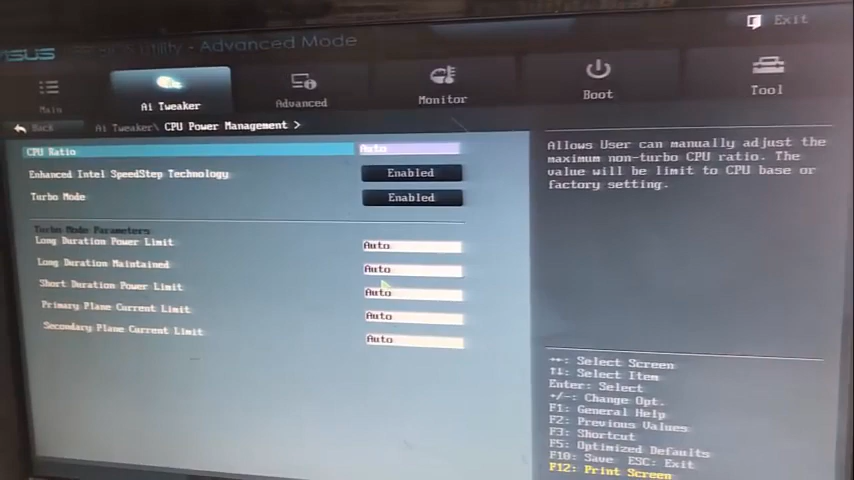 ASUS UEFI BIOS Utility - Advanced Mode
Exit
Main
Ai Tweaker
Advanced
Monitor
Boot
Tool
Back
Ai Tweaker\ CPU Power Management >
CPU Ratio
Auto
Enhanced Intel SpeedStep Technology
Enabled
Turbo Mode
Enabled
Turbo Mode Parameters
Long Duration Power Limit
Auto
Long Duration Maintained
Auto
Short Duration Power Limit
Auto
Primary Plane Current Limit
Auto
Secondary Plane Current Limit
Auto
Allows User can manually adjust the
maximum non-turbo CPU ratio. The
value will be limit to CPU base or
factory setting.
→←: Select Screen
↑↓: Select Item
Enter: Select
+/-: Change Opt.
F1: General Help
F2: Previous Values
F3: Shortcut
F5: Optimized Defaults
F10: Save ESC: Exit
F12: Print Screen